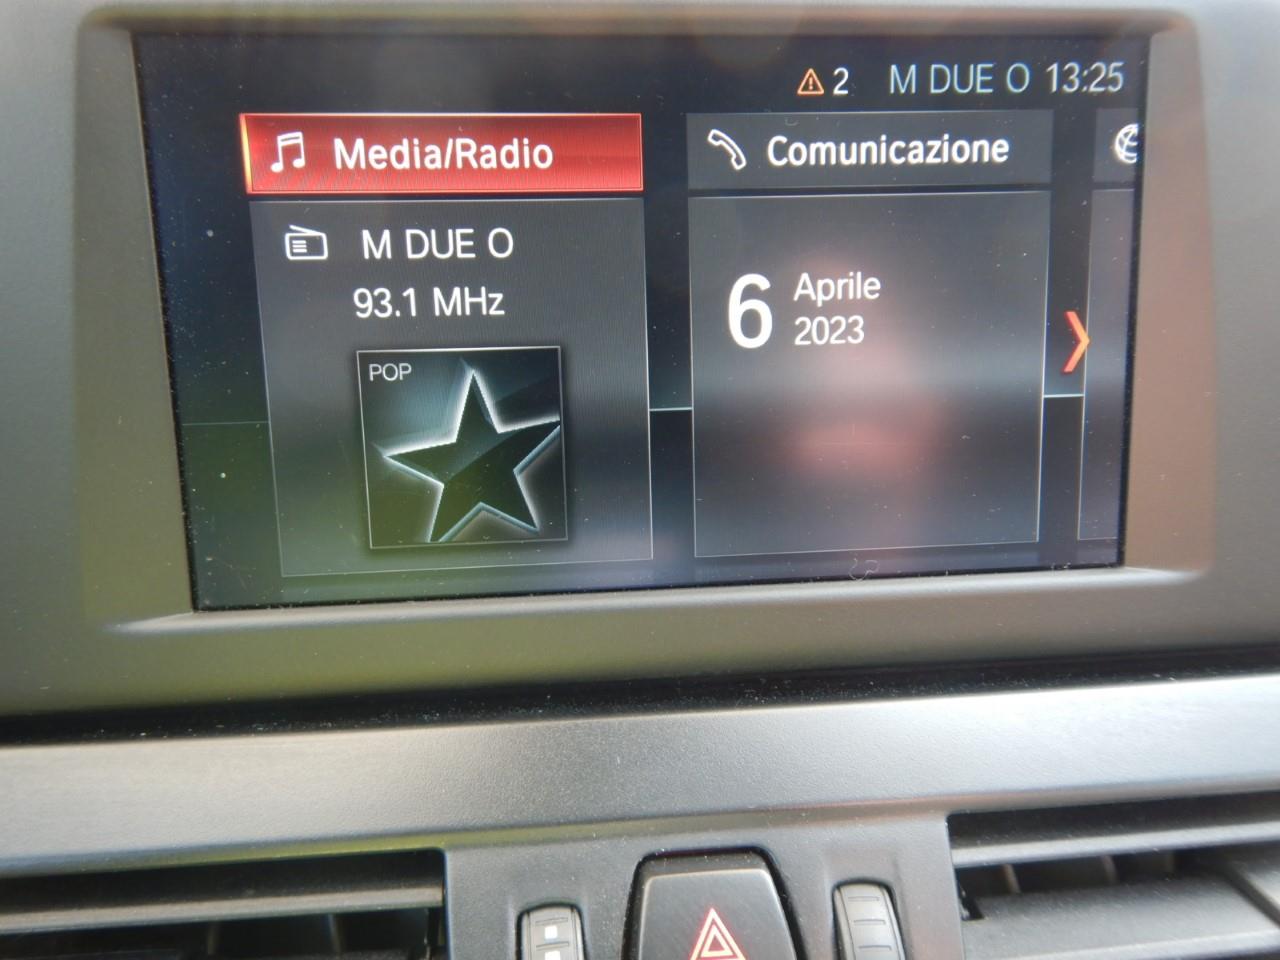 2 M DUE O 13:25
Media/Radio
Comunicazione
M DUE O
93.1 MHz
POP
6 Aprile
2023